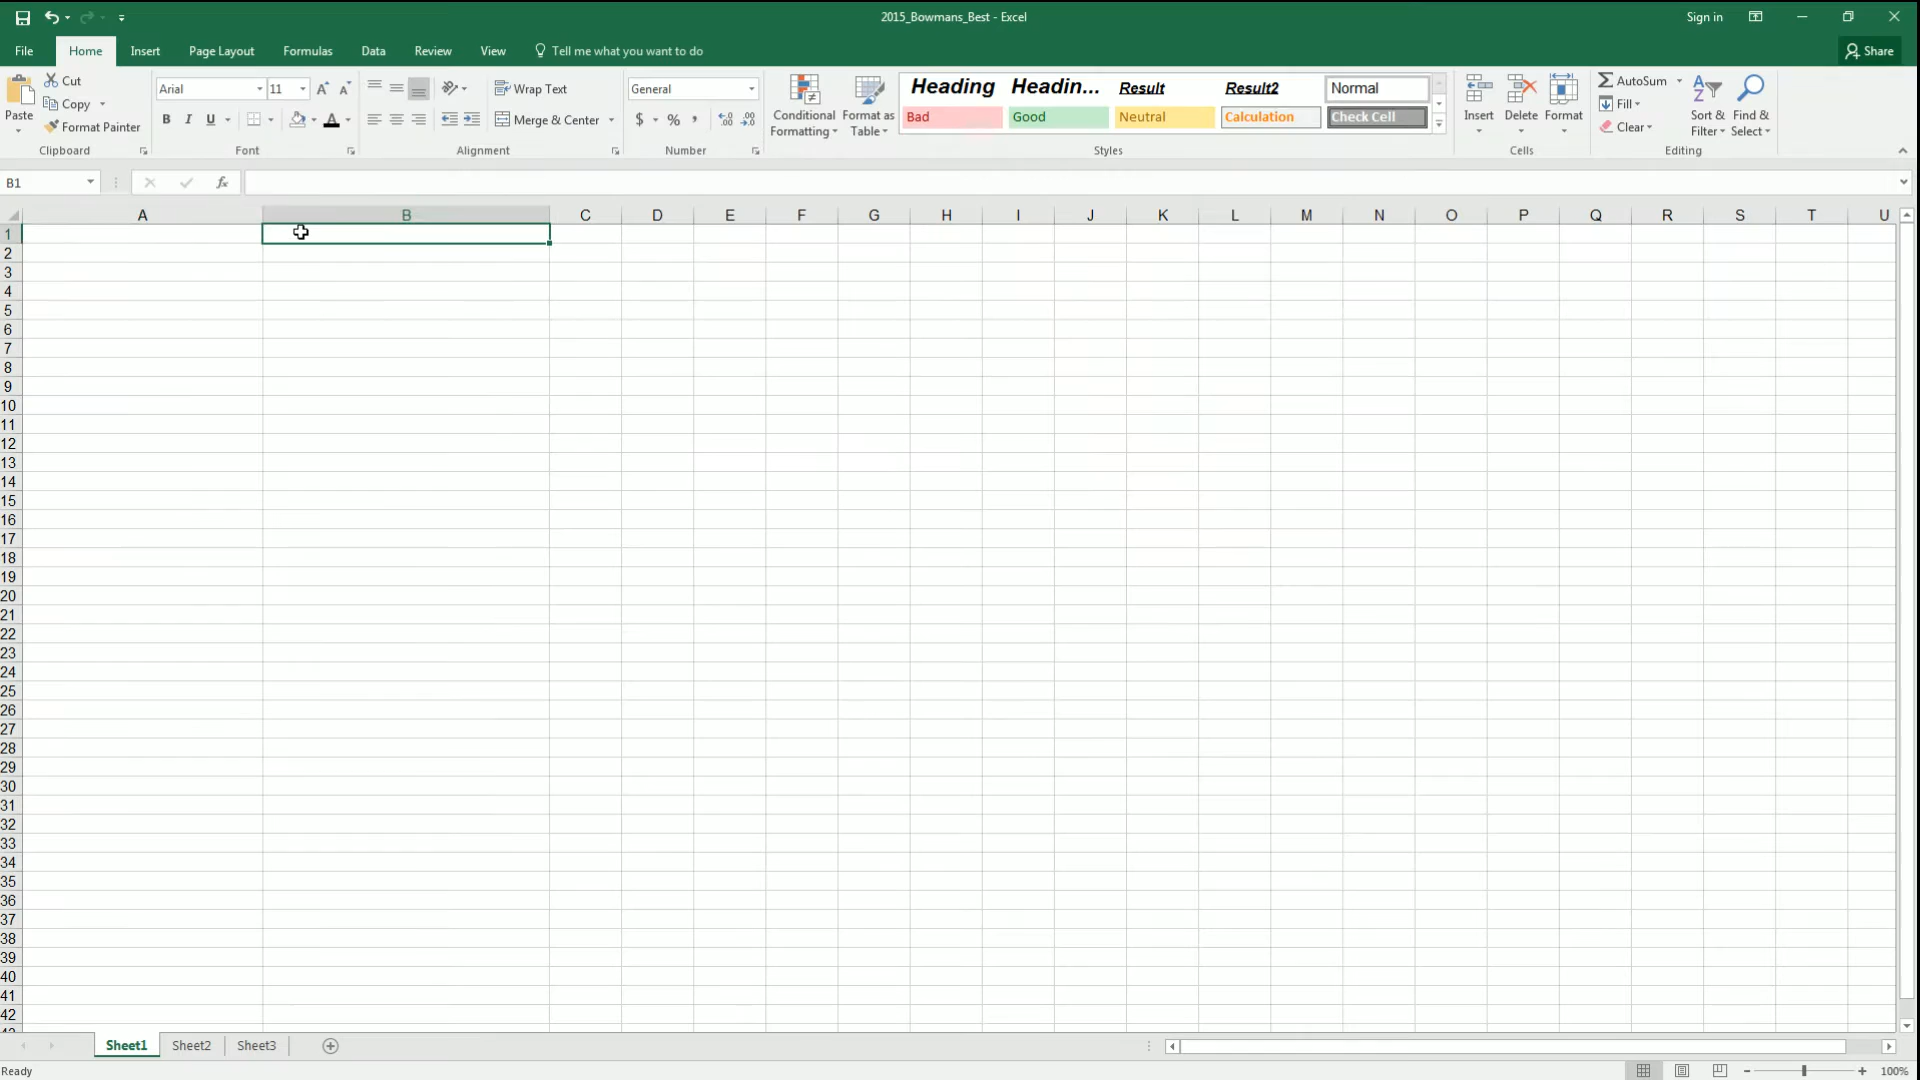 2015_Bowmans_Best - Excel
Sign in
File
Home
Insert
Page Layout
Formulas
Data
Review
View
Tell me what you want to do
Share
Paste
Cut
Copy
Format Painter
Clipboard
Arial
11
A A
B I U
A
Font
Wrap Text
Merge & Center
Alignment
General
$ % ,
Number
Conditional Formatting
Format as Table
Heading
Headin...
Result
Result2
Normal
Bad
Good
Neutral
Calculation
Check Cell
Styles
Insert
Delete
Format
Cells
AutoSum
Fill
Clear
Sort & Filter
Find & Select
Editing
B1
fx
A B C D E F G H I J K L M N O P Q R S T U
1
2
3
4
5
6
7
8
9
10
11
12
13
14
15
16
17
18
19
20
21
22
23
24
25
26
27
28
29
30
31
32
33
34
35
36
37
38
39
40
41
42
Sheet1
Sheet2
Sheet3
Ready
100%